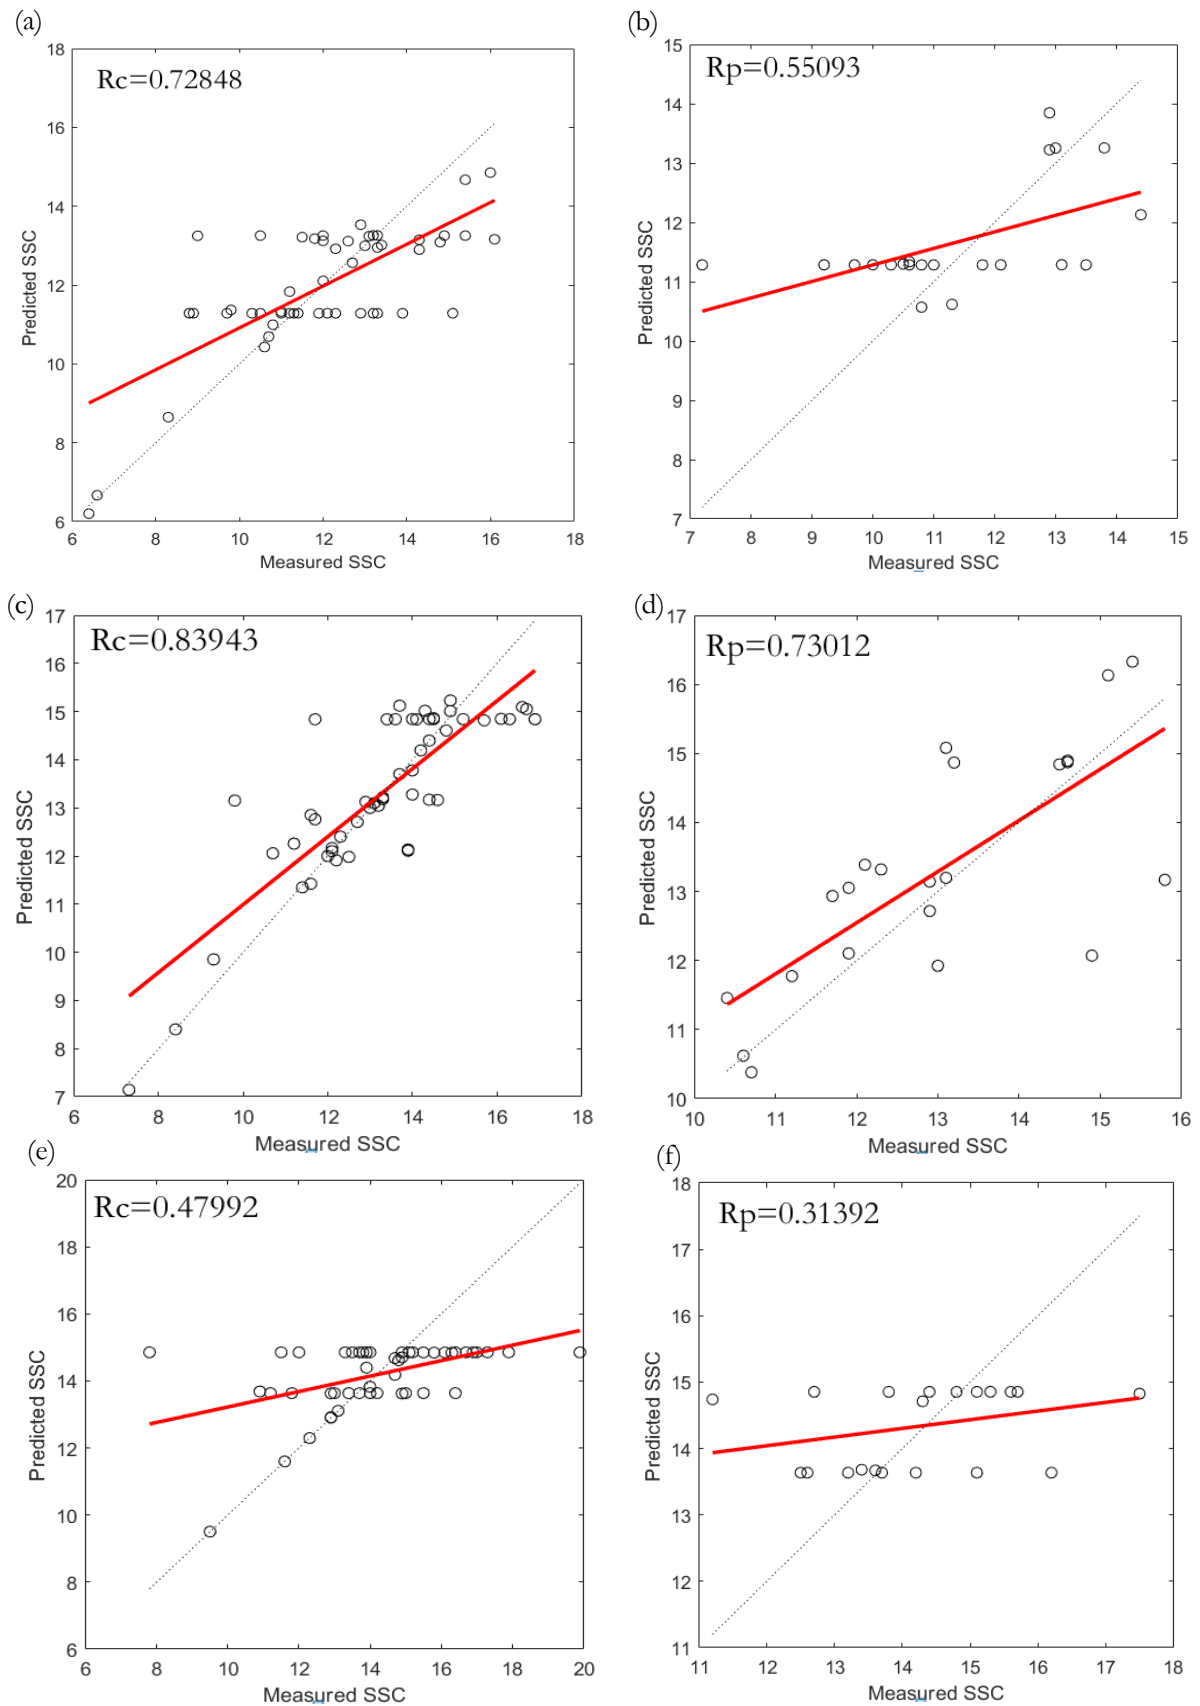 (a)
Rc=0.72848
18
16
14
12
10
8
6
Predicted SSC
6 8 10 12 14 16 18
Measured SSC
(b)
Rp=0.55093
15
14
13
12
11
10
9
8
7
Predicted SSC
7 8 9 10 11 12 13 14 15
Measured SSC
(c)
Rc=0.83943
17
16
15
14
13
12
11
10
9
8
7
Predicted SSC
6 8 10 12 14 16 18
Measured SSC
(d)
Rp=0.73012
17
16
15
14
13
12
11
10
Predicted SSC
10 11 12 13 14 15 16
Measured SSC
(e)
Rc=0.47992
20
18
16
14
12
10
8
6
Predicted SSC
6 8 10 12 14 16 18 20
Measured SSC
(f)
Rp=0.31392
18
17
16
15
14
13
12
11
Predicted SSC
11 12 13 14 15 16 17 18
Measured SSC